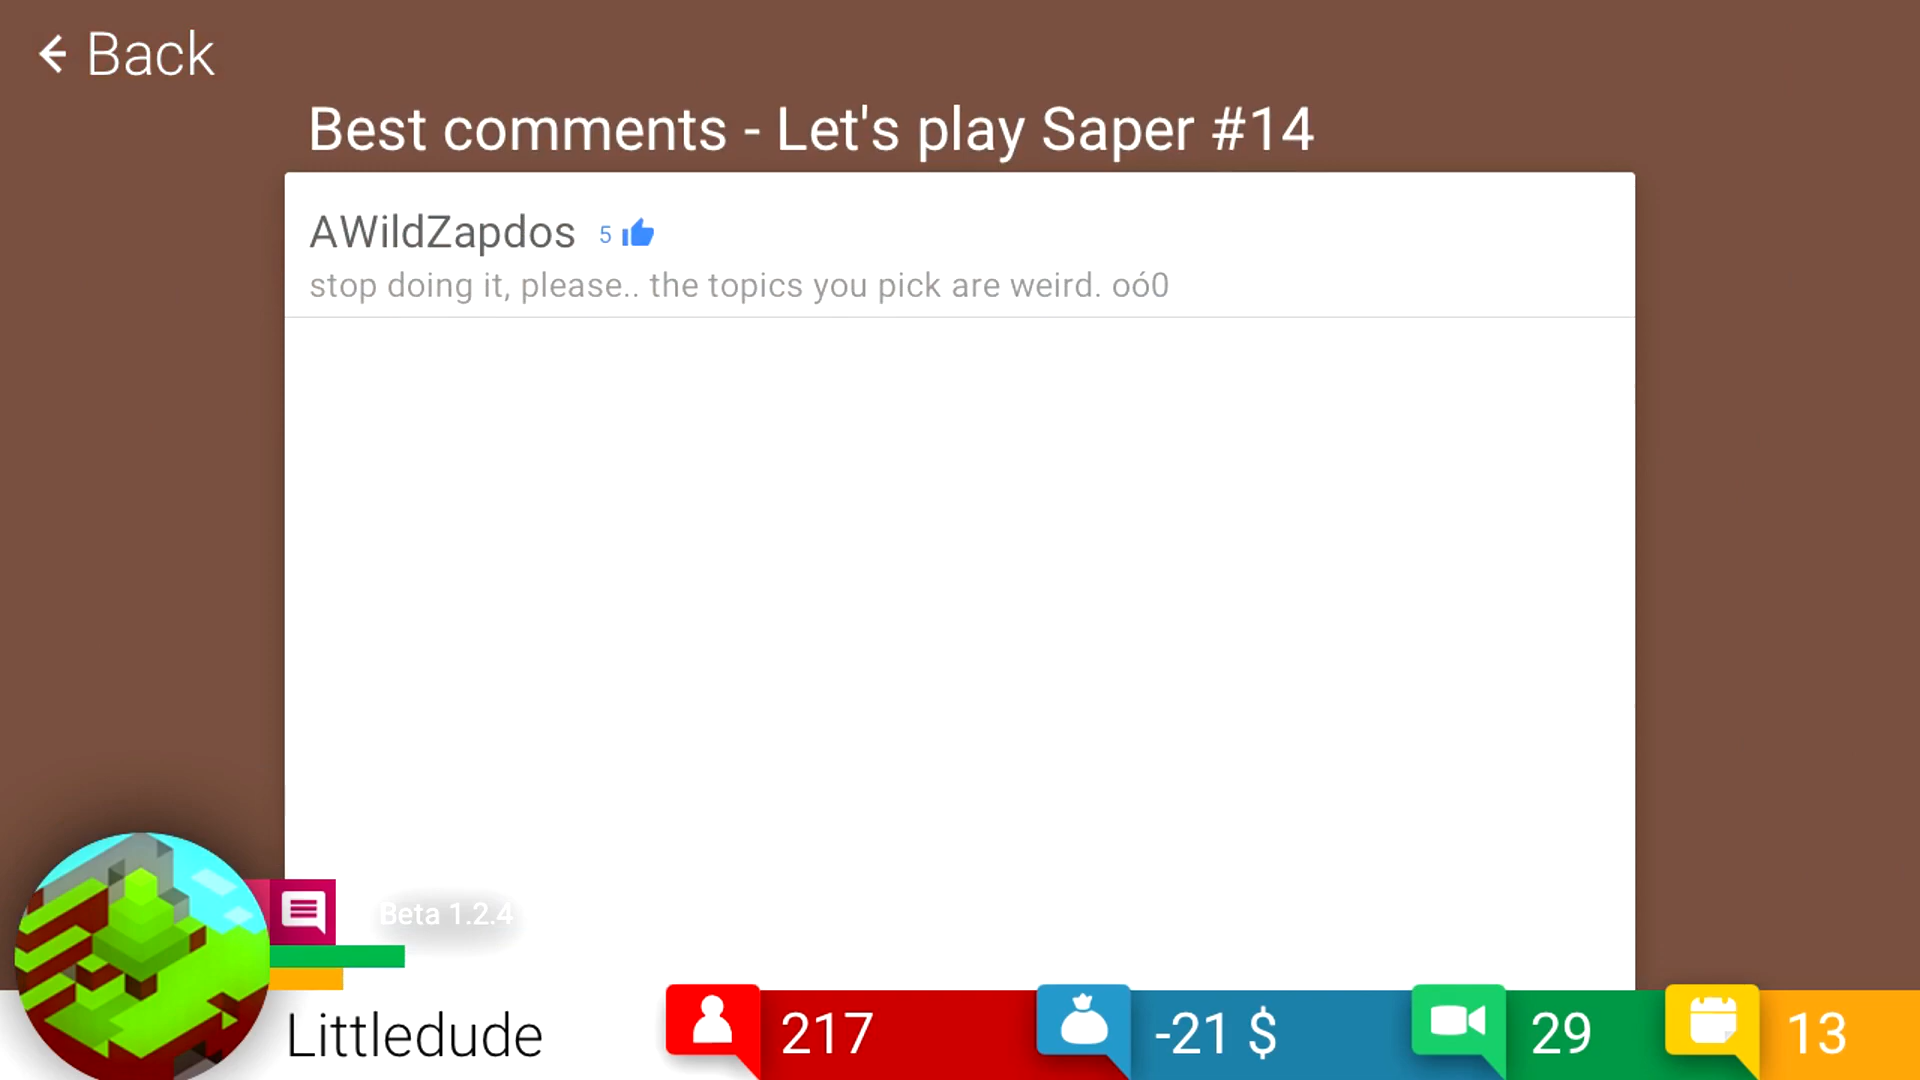 Back
Best comments - Let's play Saper #14
AWildZapdos 5
stop doing it, please.. the topics you pick are weird. oó0
Beta 1.2.4
Littledude
217
-21 $
29
13